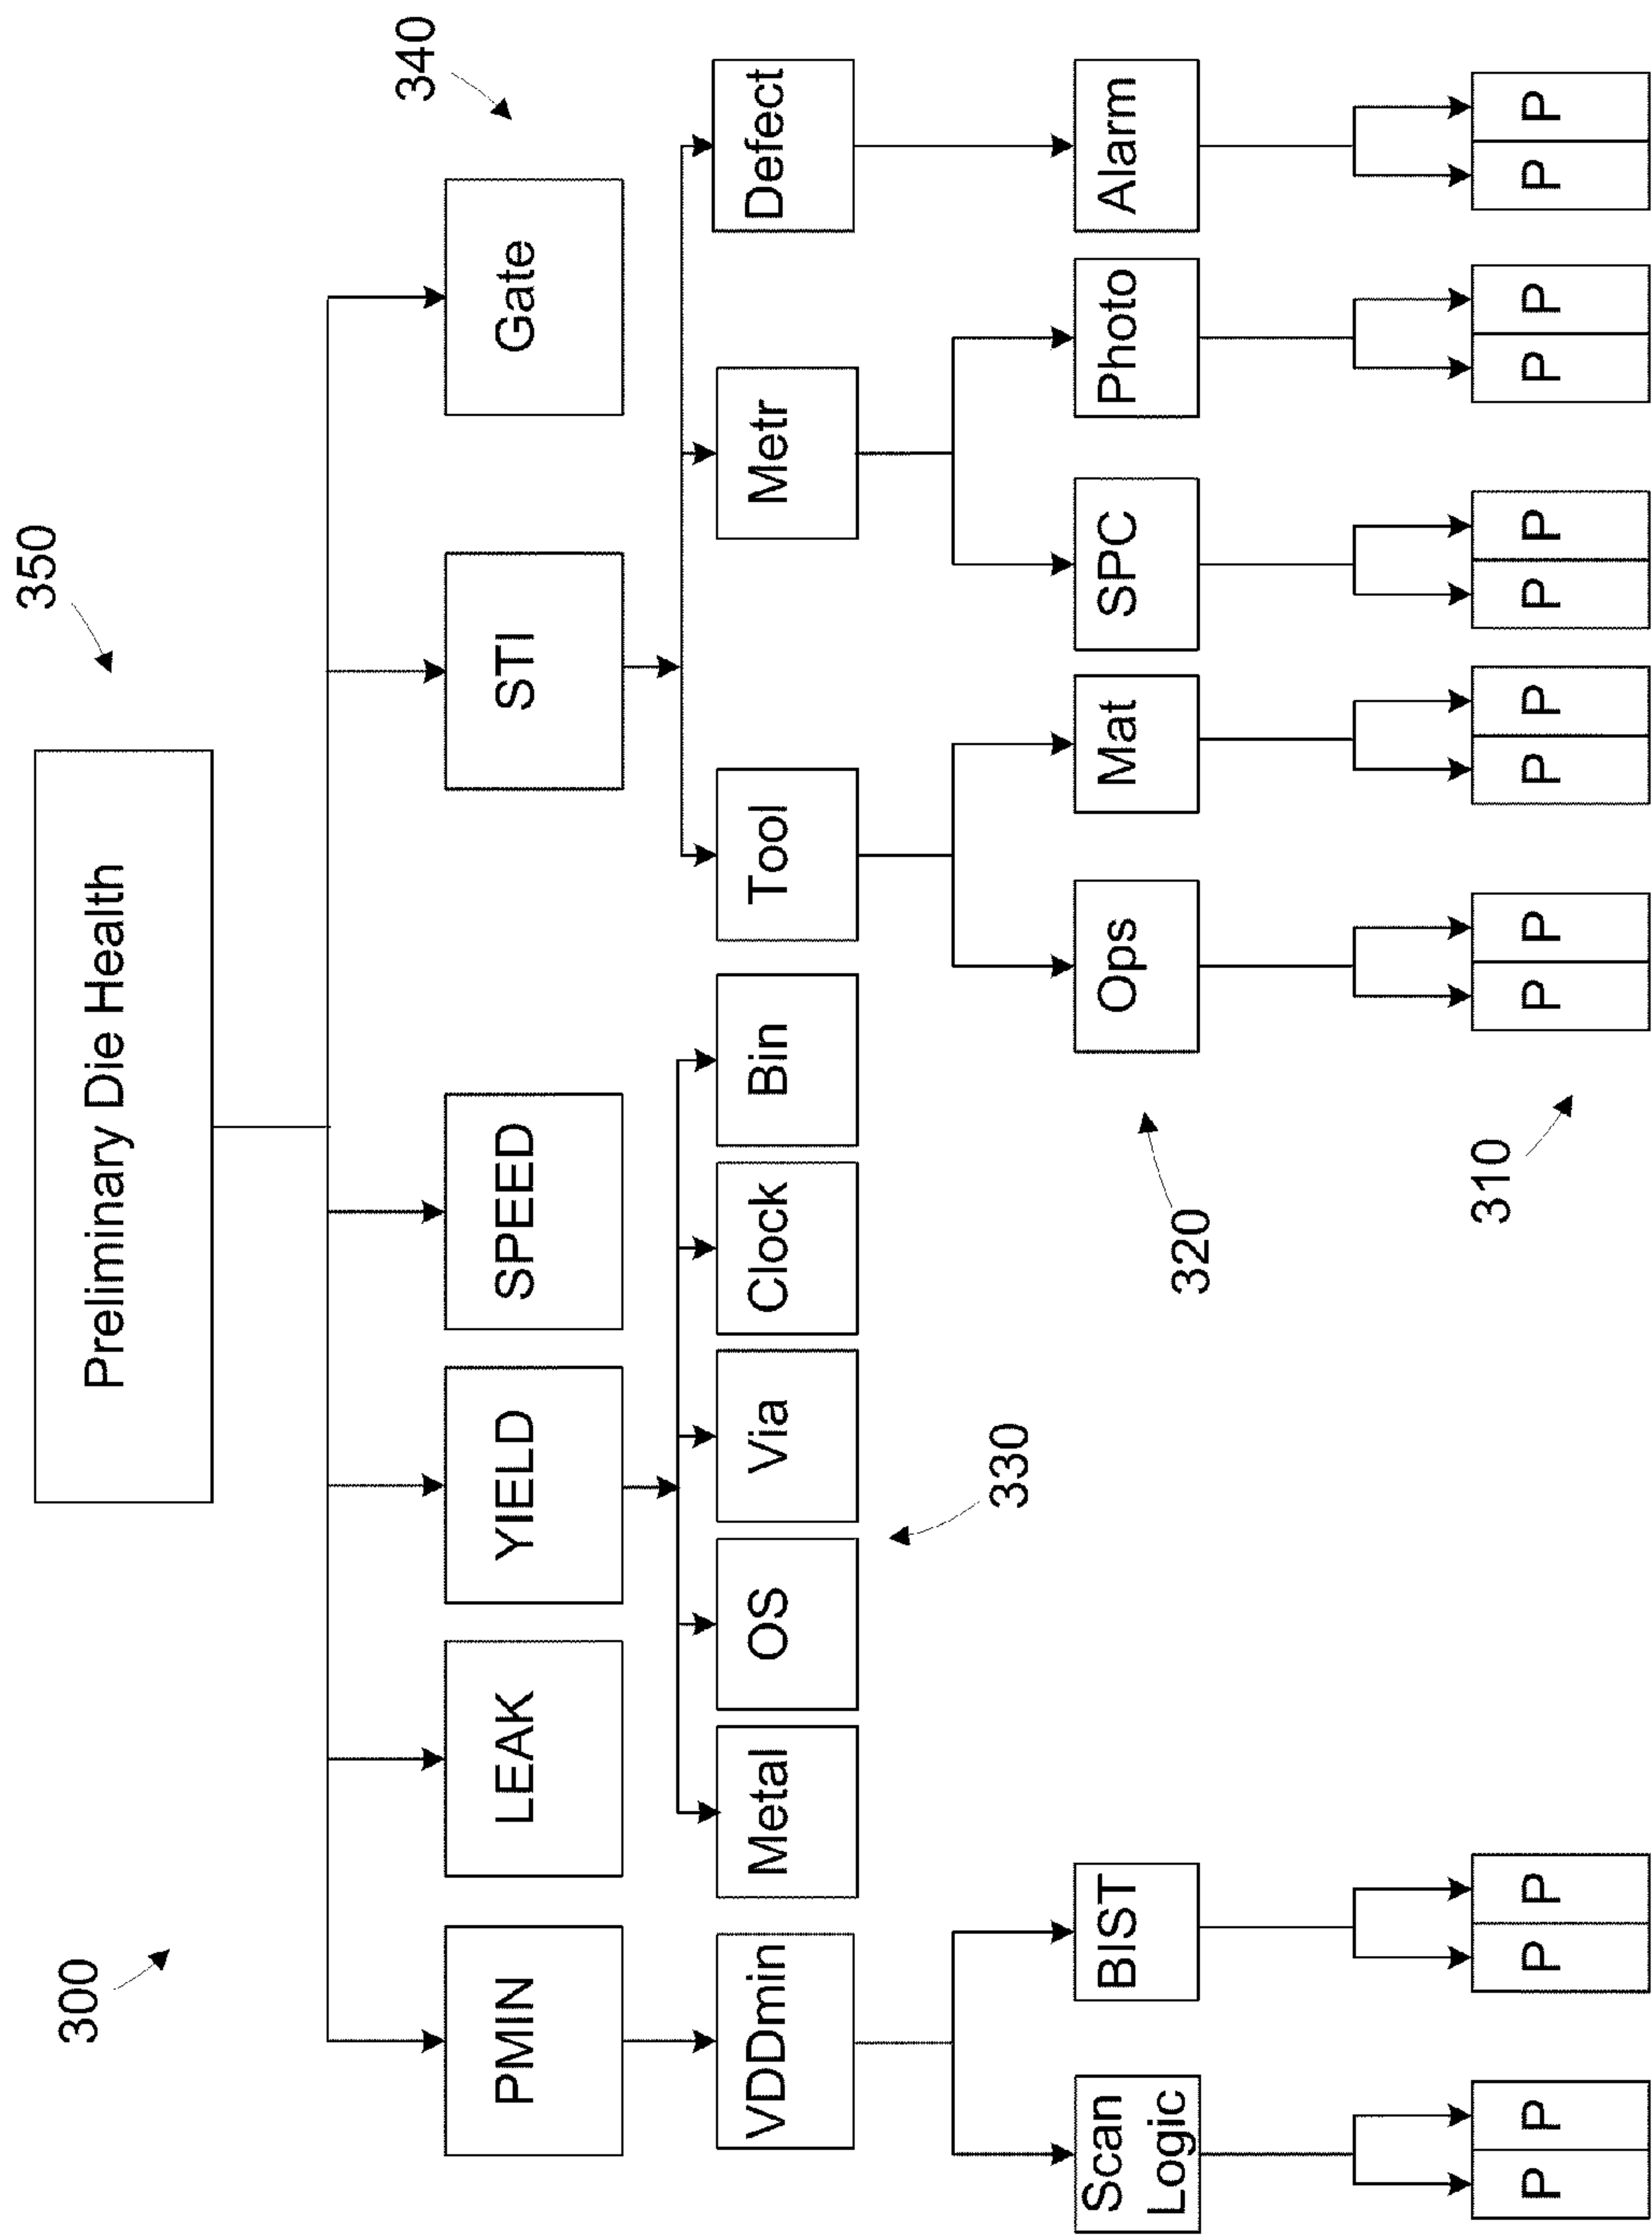 300
350
Preliminary Die Health
340
PMIN
LEAK
YIELD
SPEED
STI
Gate
VDDmin
Metal
OS
Via
Clock
Bin
Tool
Metr
Defect
330
Scan
Logic
BIST
320
Ops
Mat
SPC
Photo
Alarm
310
P P
P P
P P
P P
P P
P P
P P